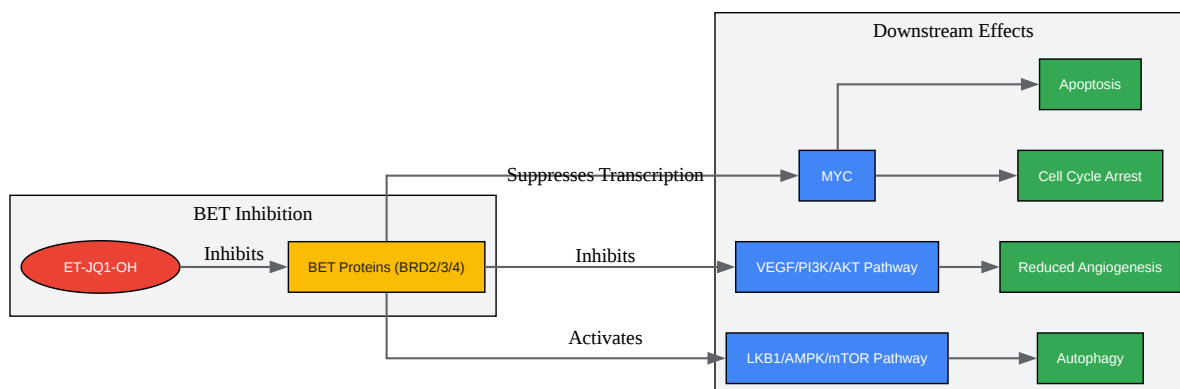 Downstream Effects
Apoptosis
Suppresses Transcription
MYC
Cell Cycle Arrest
BET Inhibition
ET-JQ1-OH
Inhibits
BET Proteins (BRD2/3/4)
Inhibits
VEGF/PI3K/AKT Pathway
Reduced Angiogenesis
Activates
LKB1/AMPK/mTOR Pathway
Autophagy